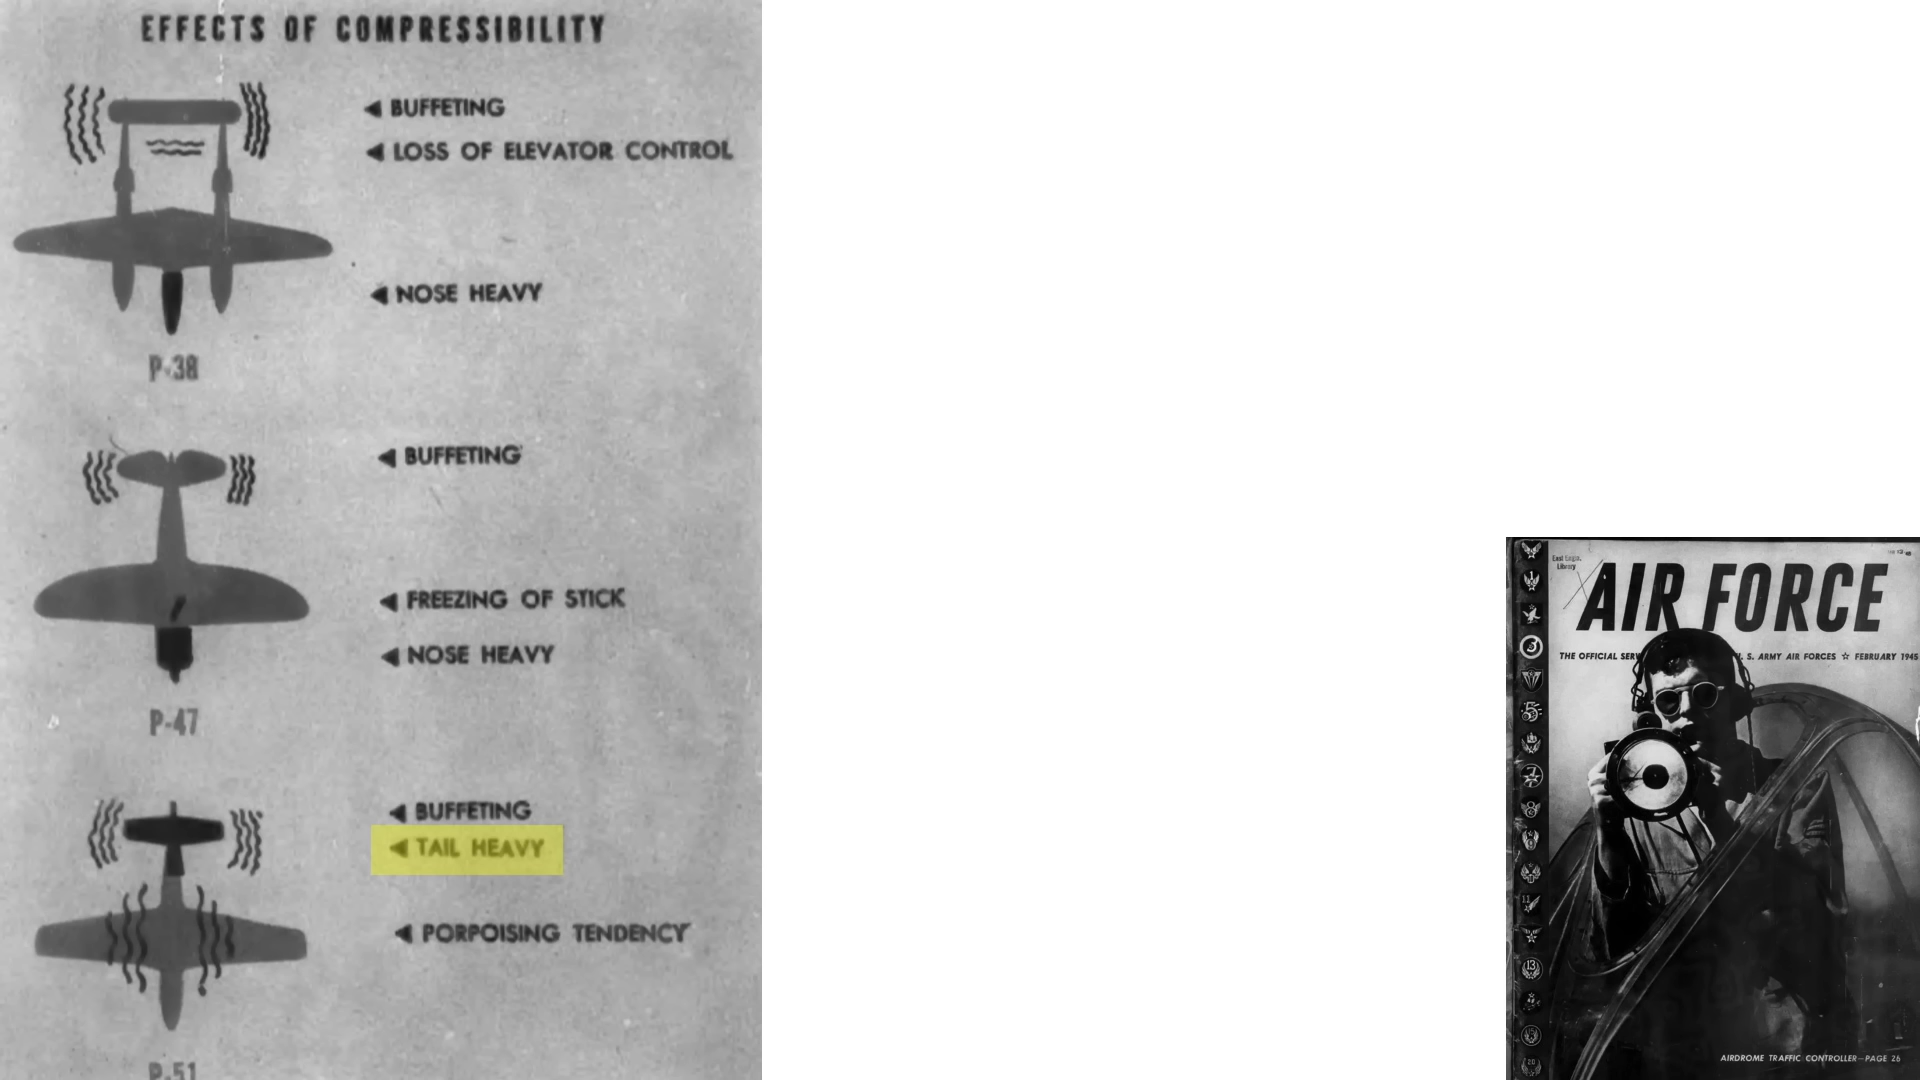 EFFECTS OF COMPRESSIBILITY
BUFFETING
LOSS OF ELEVATOR CONTROL
NOSE HEAVY
P-38
BUFFETING
FREEZING OF STICK
NOSE HEAVY
P-47
BUFFETING
TAIL HEAVY
PORPOISING TENDENCY
P-51
Library
AIR FORCE
THE OFFICIAL SERV
U. S. ARMY AIR FORCES ☆ FEBRUARY 1945
AIRDROME TRAFFIC CONTROLLER—PAGE 26